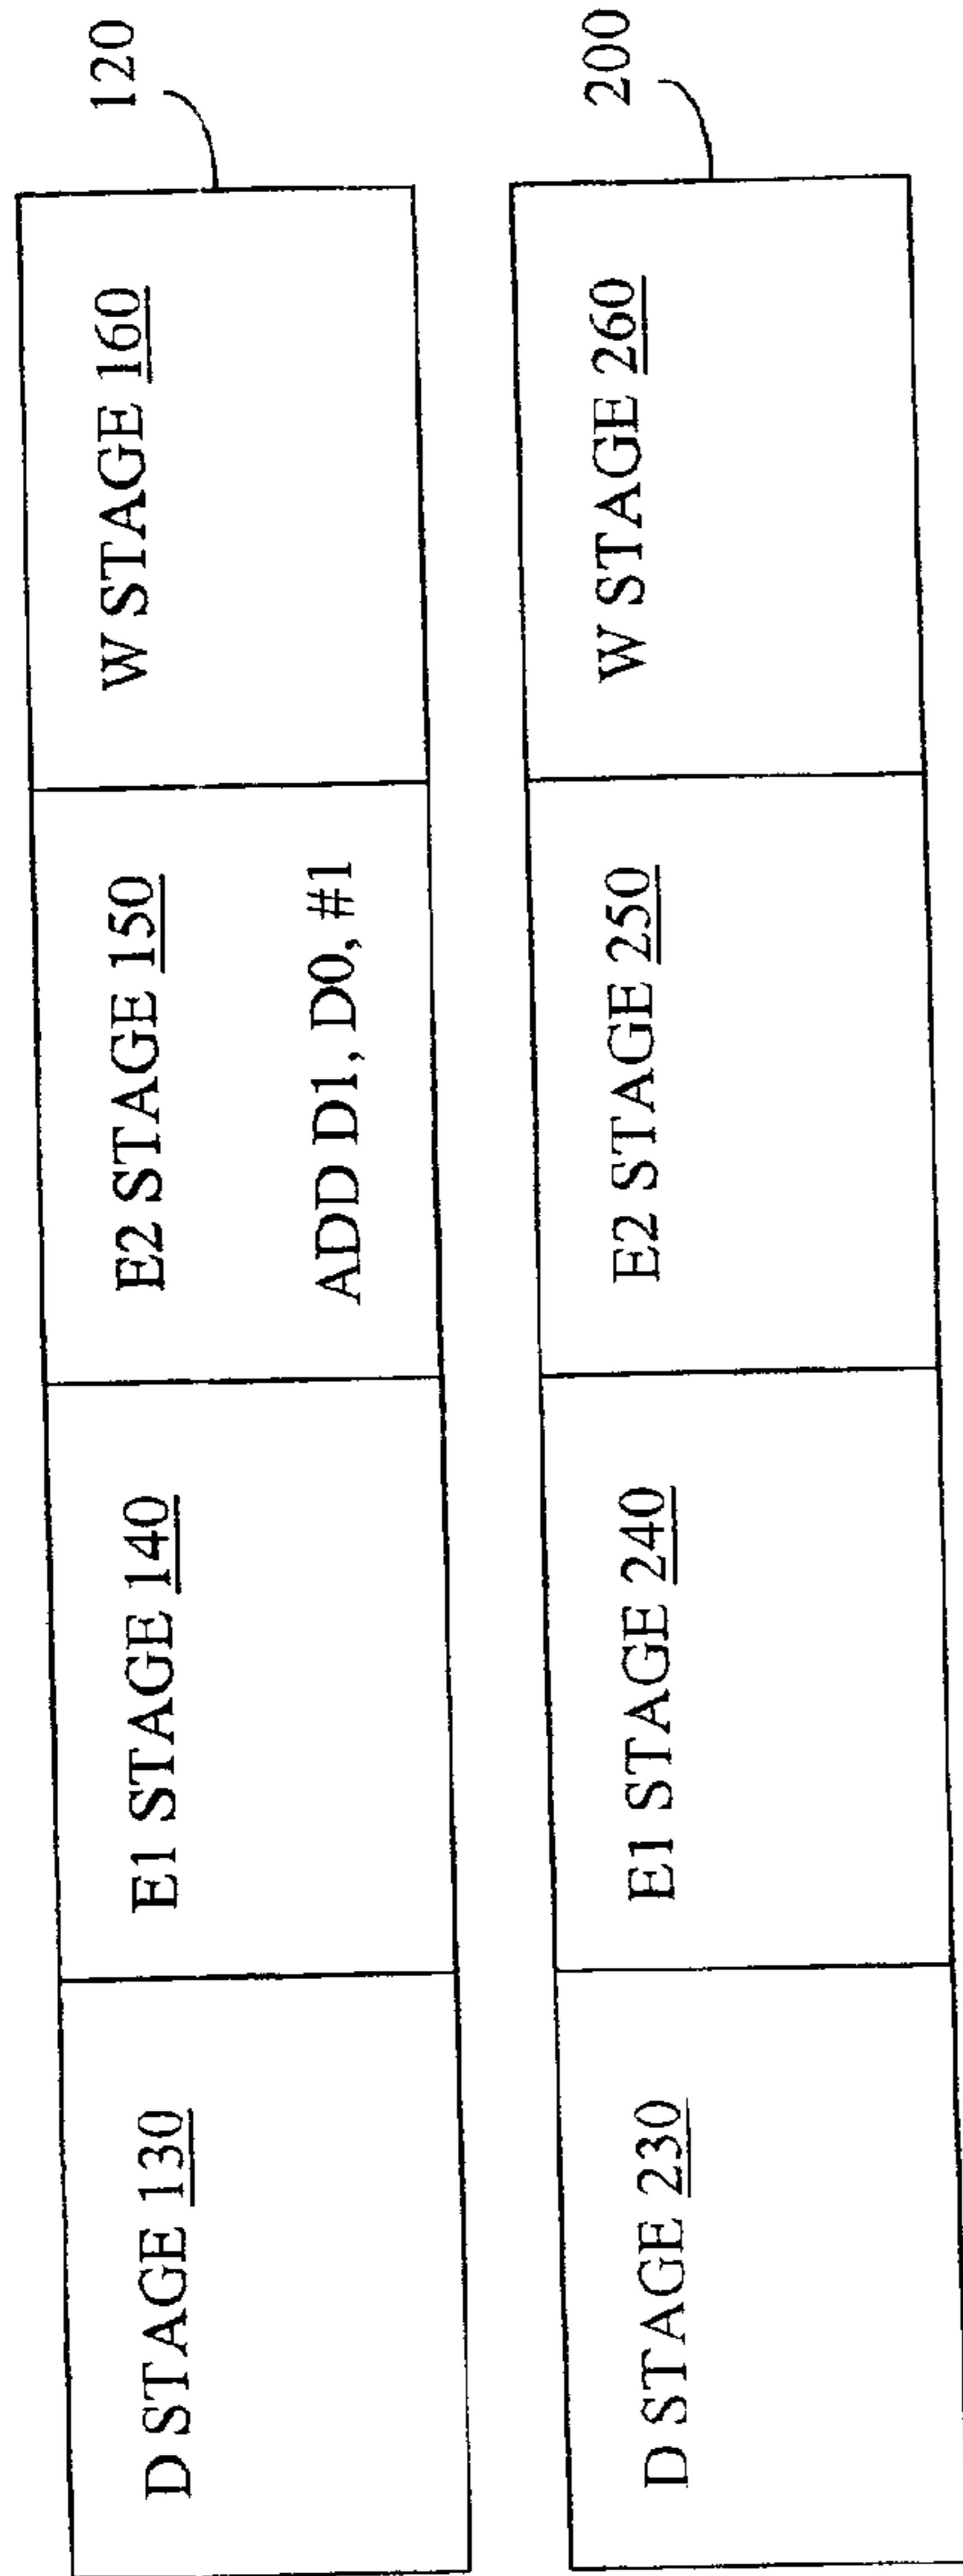 120
D STAGE 130
E1 STAGE 140
E2 STAGE 150
ADD D1, D0, #1
W STAGE 160
200
D STAGE 230
E1 STAGE 240
E2 STAGE 250
W STAGE 260